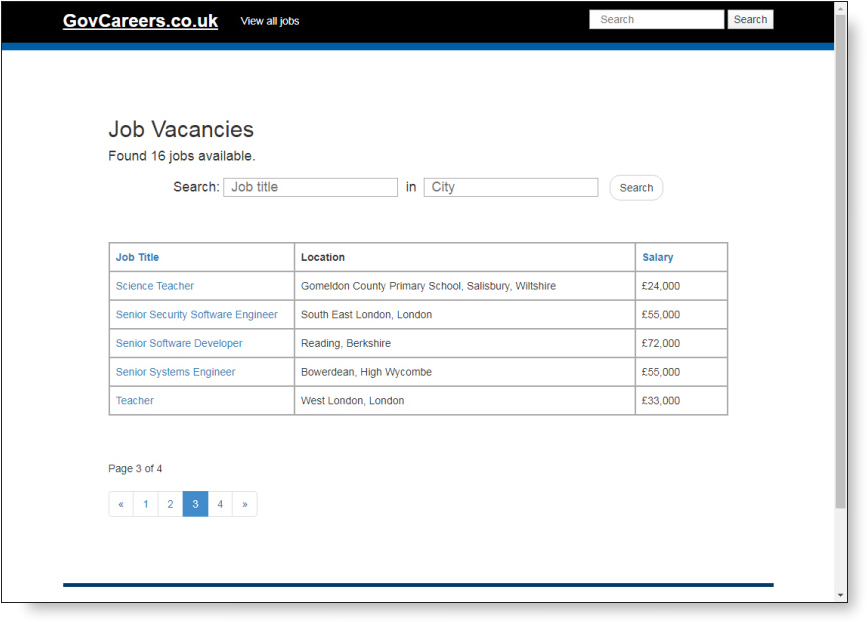 GovCareers.co.uk View all jobs Search Search
Job Vacancies
Found 16 jobs available.
Search: Job title in City Search
Job Title Location Salary
Science Teacher Gomeldon County Primary School, Salisbury, Wiltshire £24,000
Senior Security Software Engineer South East London, London £55,000
Senior Software Developer Reading, Berkshire £72,000
Senior Systems Engineer Bowerdean, High Wycombe £55,000
Teacher West London, London £33,000
Page 3 of 4
« 1 2 3 4 »